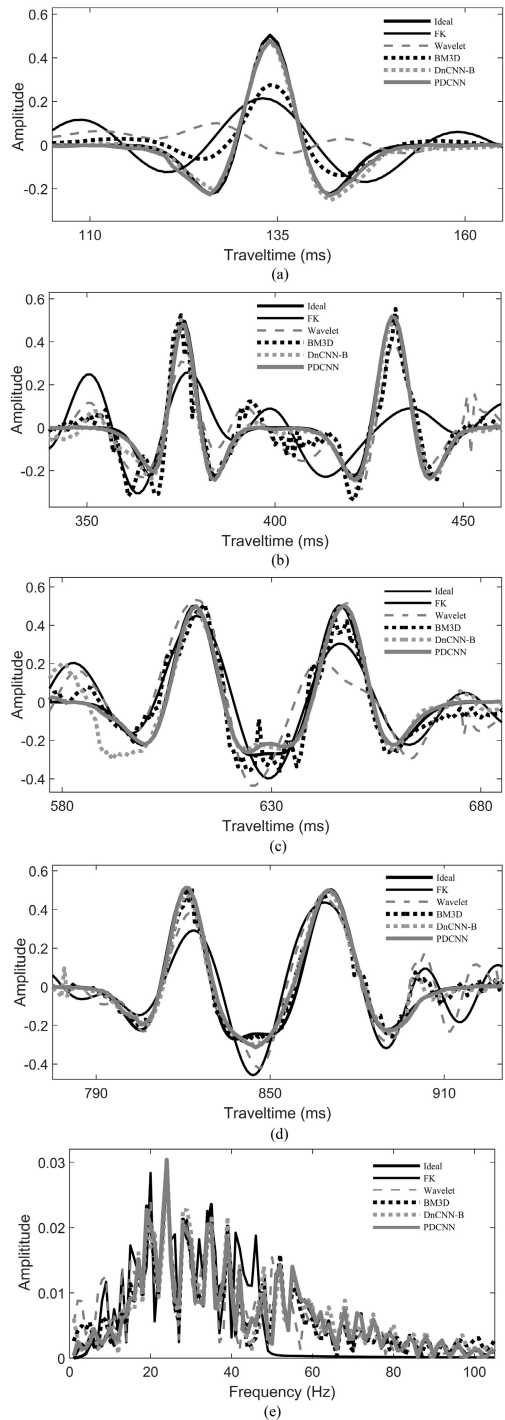 0.6
0.4
0.2
0
-0.2
Amplitude
Ideal
FK
Wavelet
BM3D
DnCNN-B
PDCNN
110 135 160
Traveltime (ms)
(a)
0.6
0.4
0.2
0
-0.2
Amplitude
Ideal
FK
Wavelet
BM3D
DnCNN-B
PDCNN
350 400 450
Traveltime (ms)
(b)
0.6
0.4
0.2
0
-0.2
-0.4
Amplitude
Ideal
FK
Wavelet
BM3D
DnCNN-B
PDCNN
580 630 680
Traveltime (ms)
(c)
0.6
0.4
0.2
0
-0.2
-0.4
Amplitude
Ideal
FK
Wavelet
BM3D
DnCNN-B
PDCNN
790 850 910
Traveltime (ms)
(d)
0.03
0.02
0.01
0
Amplititude
Ideal
FK
Wavelet
BM3D
DnCNN-B
PDCNN
20 40 60 80 100
Frequency (Hz)
(e)